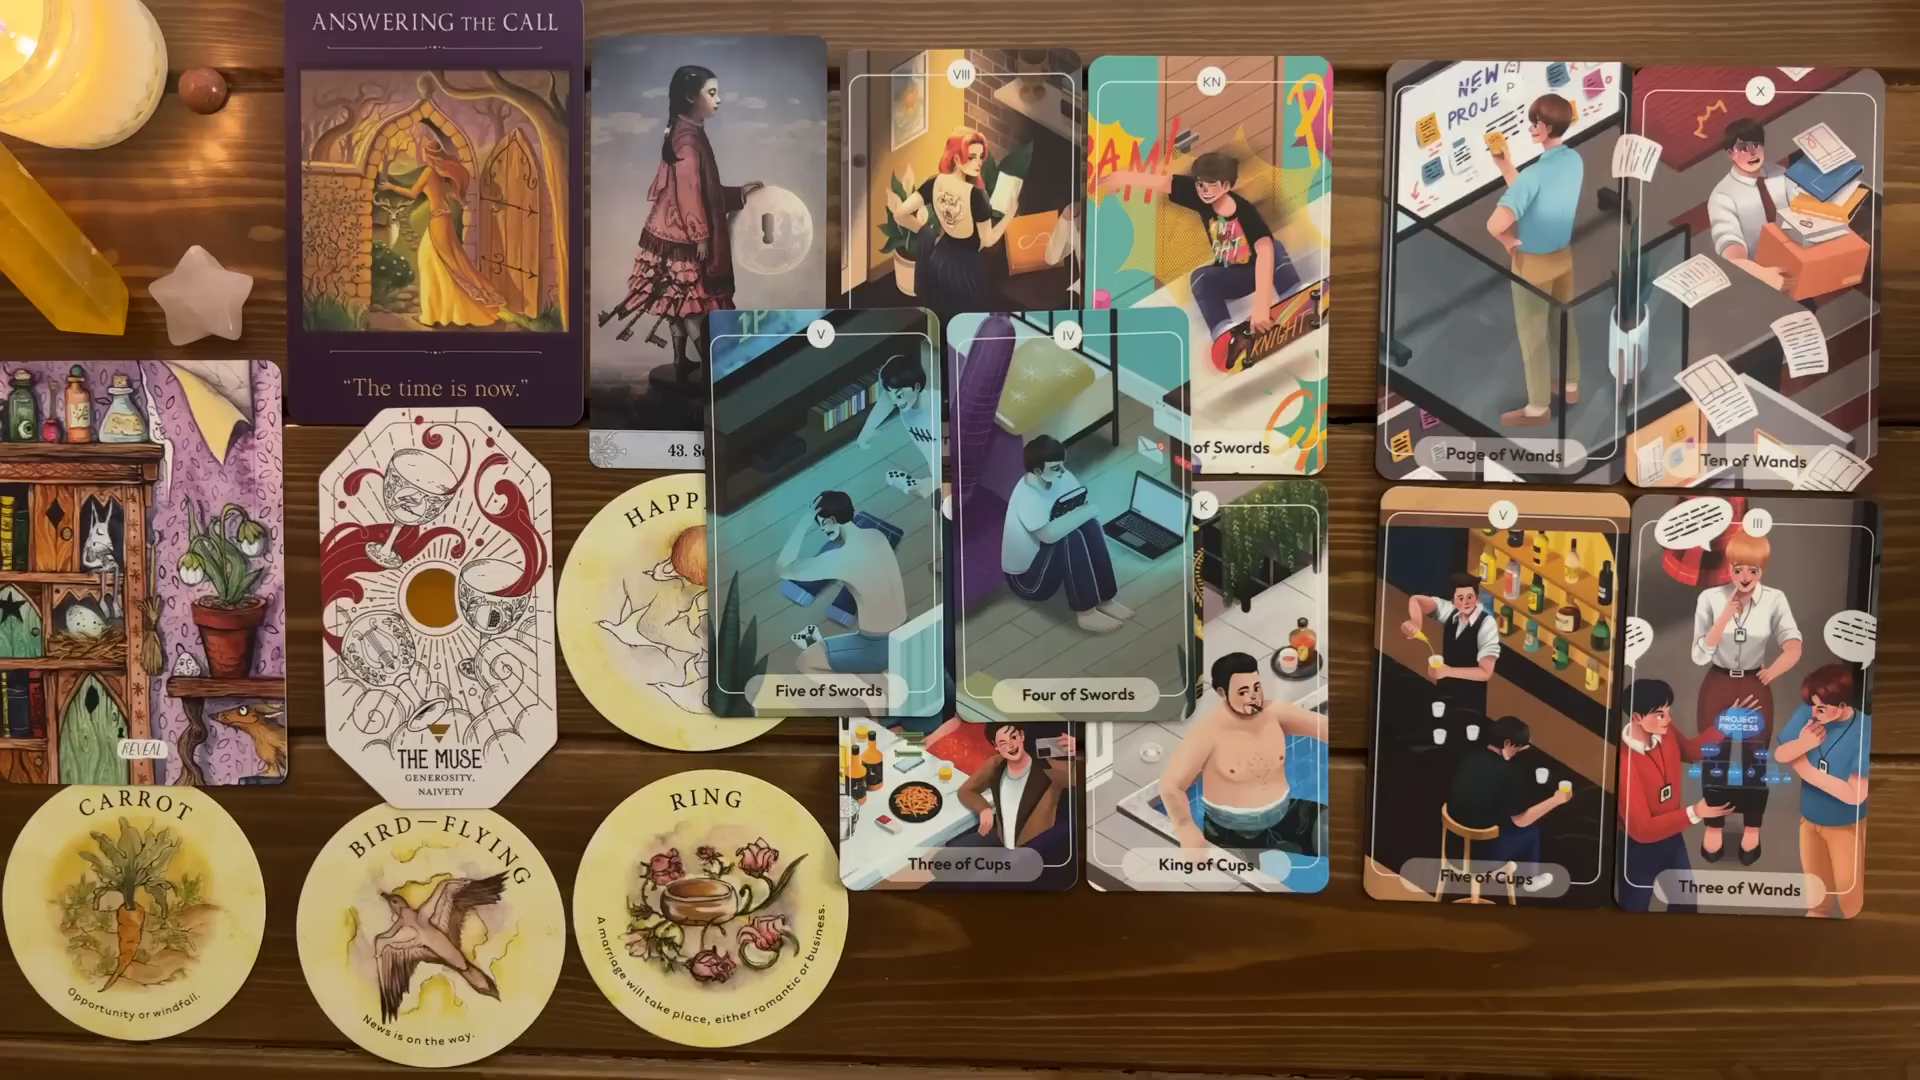 ANSWERING THE CALL
"The time is now."
43. S
VIII
KN
BAM!
KNIGHT
of Swords
NEW
PROJE
P
Page of Wands
X
Ten of Wands
REVEAL
THE MUSE
GENEROSITY,
NAIVETY
HAPP
V
Five of Swords
IV
Four of Swords
K
V
Five of Cups
III
PROJECT
PROCESS
Three of Wands
CARROT
Opportunity or windfall.
BIRD—FLYING
News is on the way.
RING
A marriage will take place, either romantic or business.
Three of Cups
King of Cups